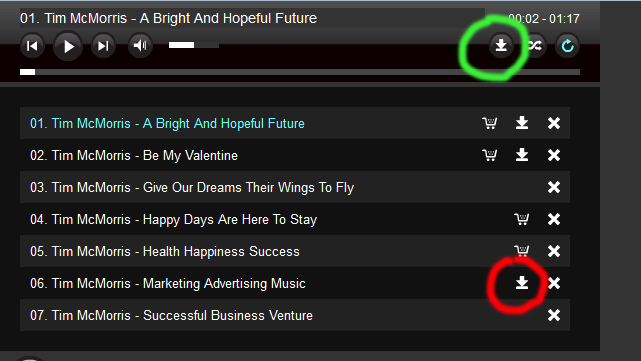 01. Tim McMorris - A Bright And Hopeful Future
00:02 - 01:17
01. Tim McMorris - A Bright And Hopeful Future
02. Tim McMorris - Be My Valentine
03. Tim McMorris - Give Our Dreams Their Wings To Fly
04. Tim McMorris - Happy Days Are Here To Stay
05. Tim McMorris - Health Happiness Success
06. Tim McMorris - Marketing Advertising Music
07. Tim McMorris - Successful Business Venture